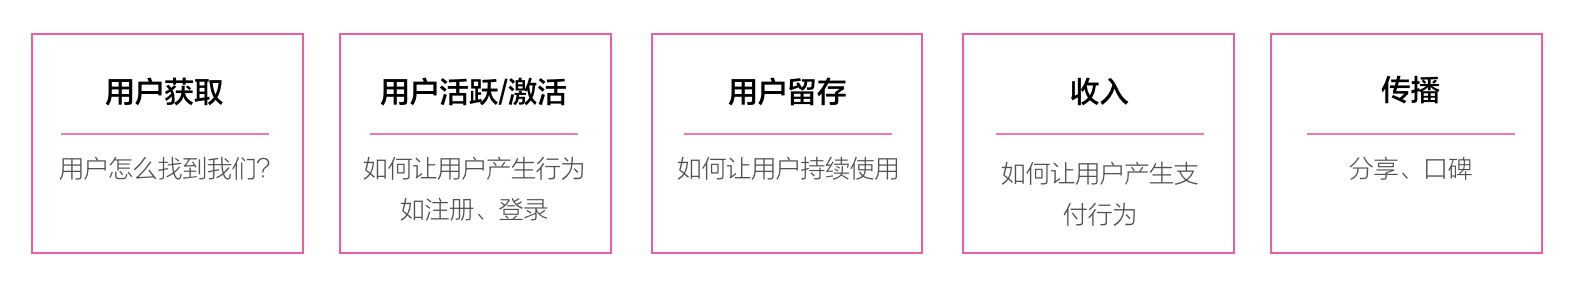 用户获取
用户怎么找到我们?
用户活跃/激活
如何让用户产生行为
如注册、登录
用户留存
如何让用户持续使用
收入
如何让用户产生支
付行为
传播
分享、口碑